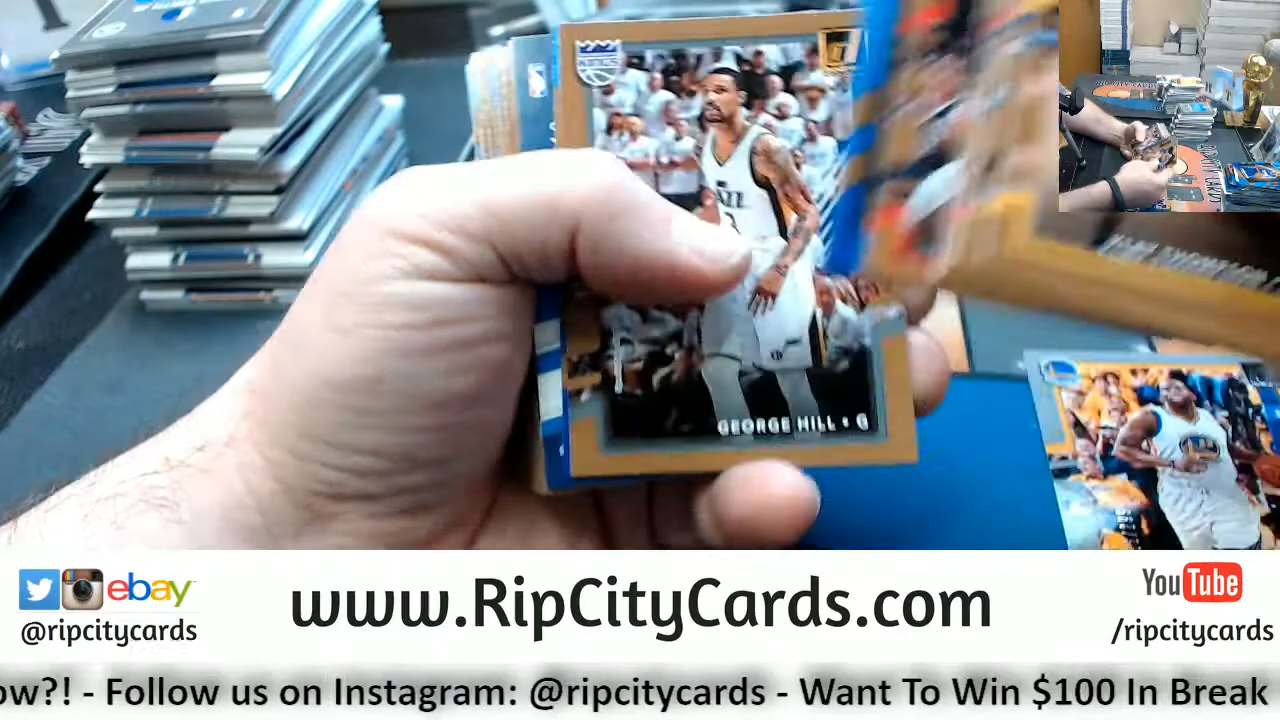 GEORGE HILL • G
www.RipCityCards.com
ebay
@ripcitycards
YouTube
/ripcitycards
ow?! - Follow us on Instagram: @ripcitycards - Want To Win $100 In Break